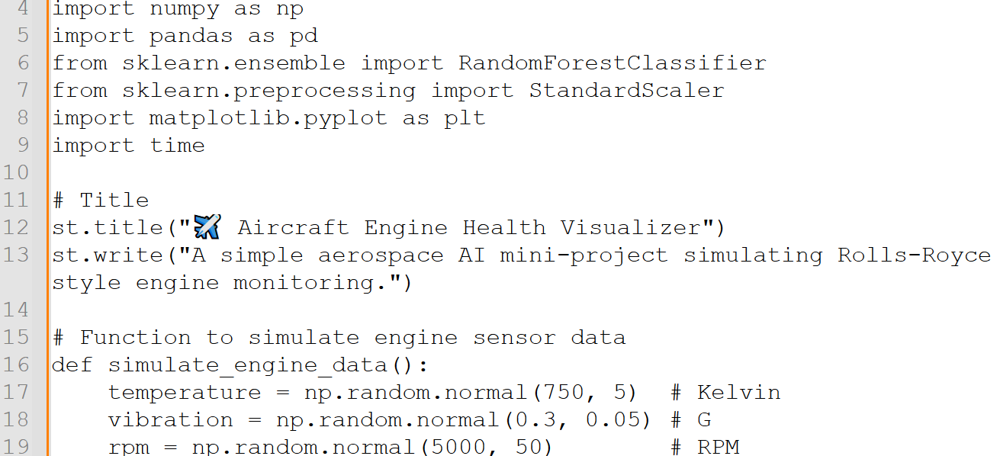 4 import numpy as np
5 import pandas as pd
6 from sklearn.ensemble import RandomForestClassifier
7 from sklearn.preprocessing import StandardScaler
8 import matplotlib.pyplot as plt
9 import time
10
11 # Title
12 st.title("✈️ Aircraft Engine Health Visualizer")
13 st.write("A simple aerospace AI mini-project simulating Rolls-Royce
style engine monitoring.")
14
15 # Function to simulate engine sensor data
16 def simulate_engine_data():
17     temperature = np.random.normal(750, 5)  # Kelvin
18     vibration = np.random.normal(0.3, 0.05) # G
19     rpm = np.random.normal(5000, 50)        # RPM